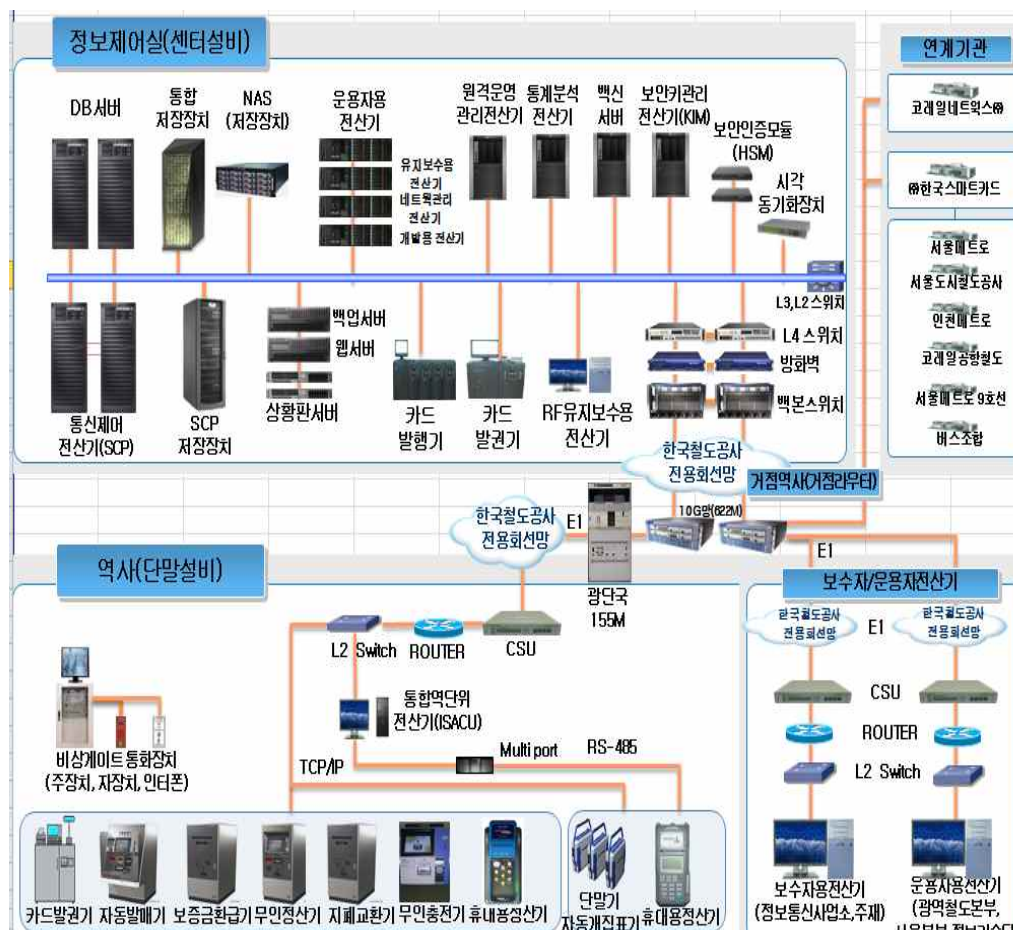 정보제어실(센터설비)
연계기관
DB서버
통합
저장장치
NAS
(저장장치)
운용자용
전산기
유지보수용
전산기
네트웍관리
전산기
개발용 전산기
원격운명
관리전산기
통계분석
전산기
백신
서버
보안키관리
전산기(KIM)
보안인증모듈
(HSM)
시각
동기화장치
코레일네트웍스㈜
㈜한국스마트카드
서울메트로
서울도시철도공사
인천메트로
코레일공항철도
서울메트로 9호선
버스조합
L3,L2스위치
통신제어
전산기(SCP)
SCP
저장장치
백업서버
웹서버
상황판서버
카드
발행기
카드
발권기
RF유지보수용
전산기
L4 스위치
방화벽
백본스위치
한국철도공사
전용회선망
거점역사(거점라우터)
10G망(622M)
한국철도공사
전용회선망
E1
E1
광단국
155M
역사(단말설비)
L2 Switch
ROUTER
CSU
통합역단위
전산기(ISACU)
Multi port
RS-485
TCP/IP
비상게이트 통화장치
(주장치, 자장치, 인터폰)
카드발권기
자동발매기
보증금환급기
무인정산기
지폐교환기
무인충전기
휴대용정산기
단말기
자동개집표기
휴대용정산기
보수자/운용자전산기
한국철도공사
전용회선망
E1
한국철도공사
전용회선망
CSU
ROUTER
L2 Switch
보수자용전산기
(정보통신사업소,주재)
운용사용전산기
(광역철도본부,